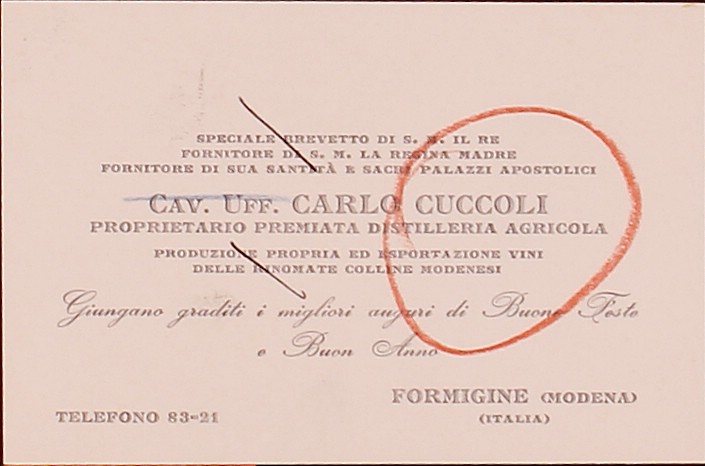 SPECIALE BREVETTO DI S. M. IL RE
FORNITORE DI S. M. LA REGINA MADRE
FORNITORE DI SUA SANTITÀ E SACRI PALAZZI APOSTOLICI
CAV. UFF. CARLO CUCCOLI
PROPRIETARIO PREMIATA DISTILLERIA AGRICOLA
PRODUZIONE PROPRIA ED ESPORTAZIONE VINI
DELLE RINOMATE COLLINE MODENESI
Giungano graditi i migliori auguri di Buone Feste
e Buon Anno
FORMIGINE (MODENA)
(ITALIA)
TELEFONO 83-21